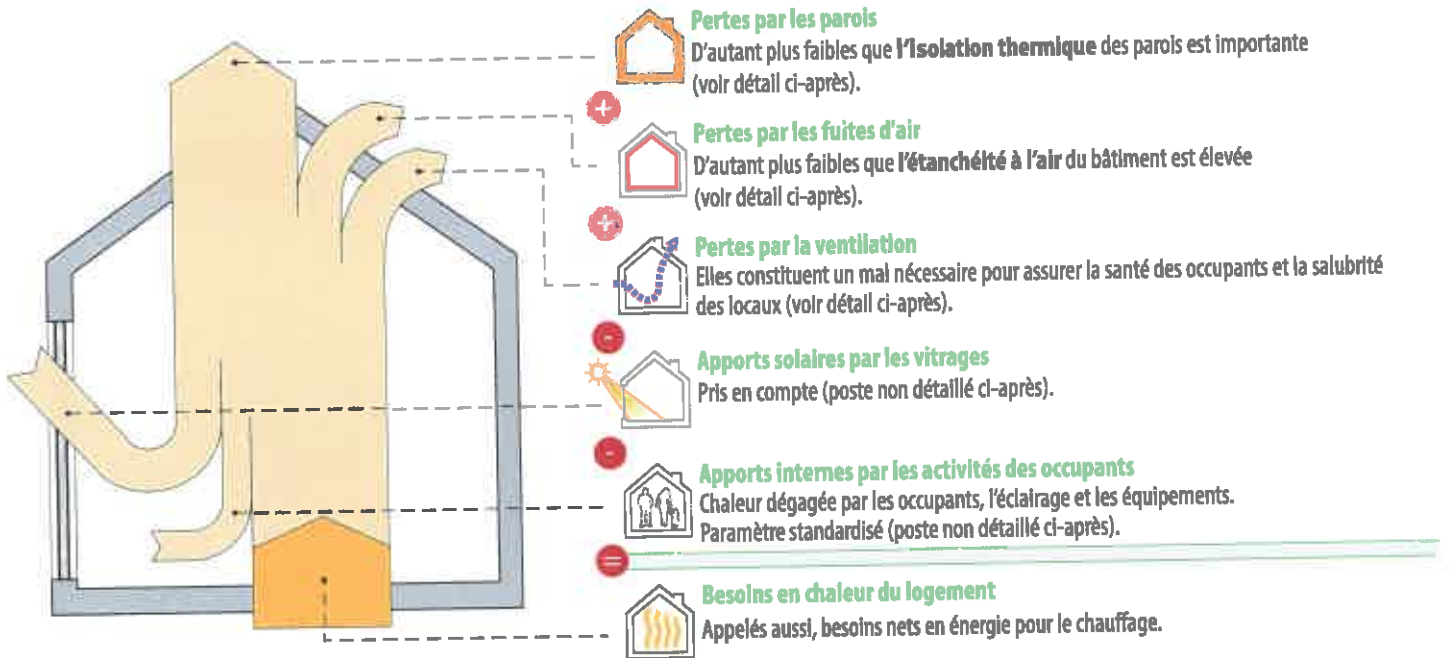 Pertes par les parois
D'autant plus faibles que l'isolation thermique des parois est importante
(voir détail ci-après).
+
Pertes par les fuites d'air
D'autant plus faibles que l'étanchéité à l'air du bâtiment est élevée
(voir détail ci-après).
+
Pertes par la ventilation
Elles constituent un mal nécessaire pour assurer la santé des occupants et la salubrité
des locaux (voir détail ci-après).
-
Apports solaires par les vitrages
Pris en compte (poste non détaillé ci-après).
-
Apports internes par les activités des occupants
Chaleur dégagée par les occupants, l'éclairage et les équipements.
Paramètre standardisé (poste non détaillé ci-après).
=
Besoins en chaleur du logement
Appelés aussi, besoins nets en énergie pour le chauffage.